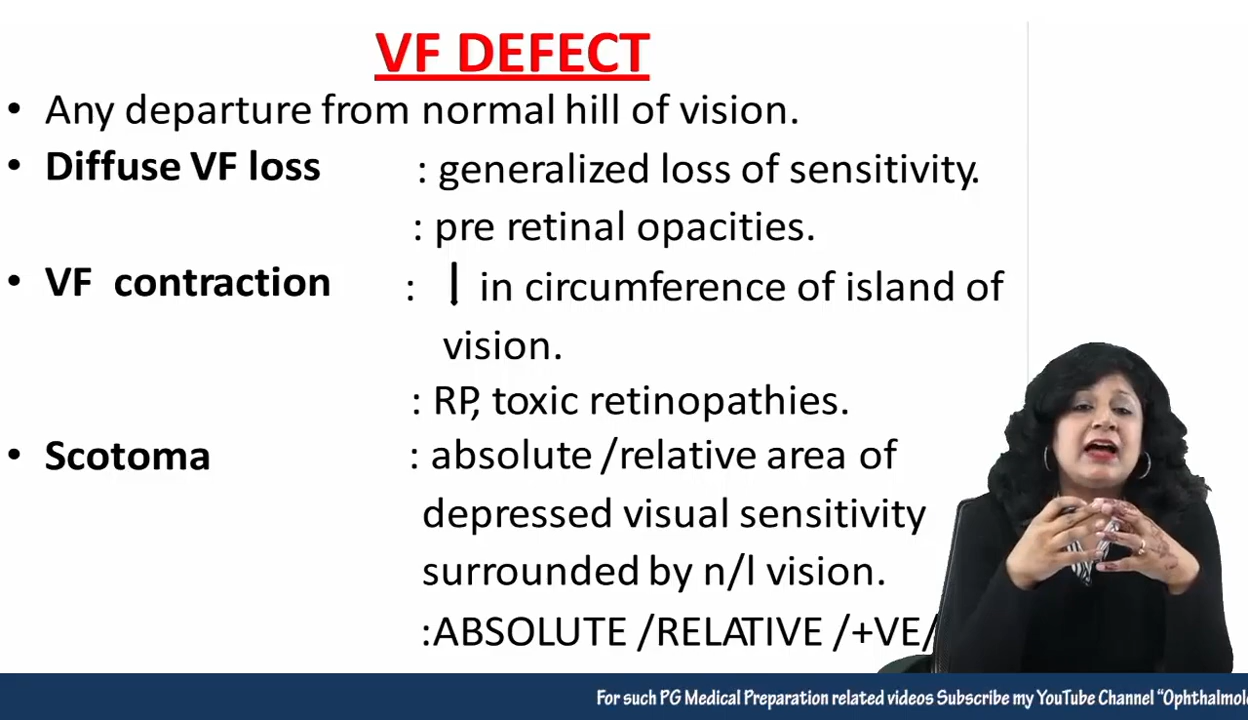 VF DEFECT
• Any departure from normal hill of vision.
• Diffuse VF loss : generalized loss of sensitivity.
: pre retinal opacities.
• VF contraction : ↓ in circumference of island of
vision.
: RP, toxic retinopathies.
• Scotoma : absolute /relative area of
depressed visual sensitivity
surrounded by n/l vision.
:ABSOLUTE /RELATIVE /+VE/
For such PG Medical Preparation related videos Subscribe my YouTube Channel "Ophthalmolo